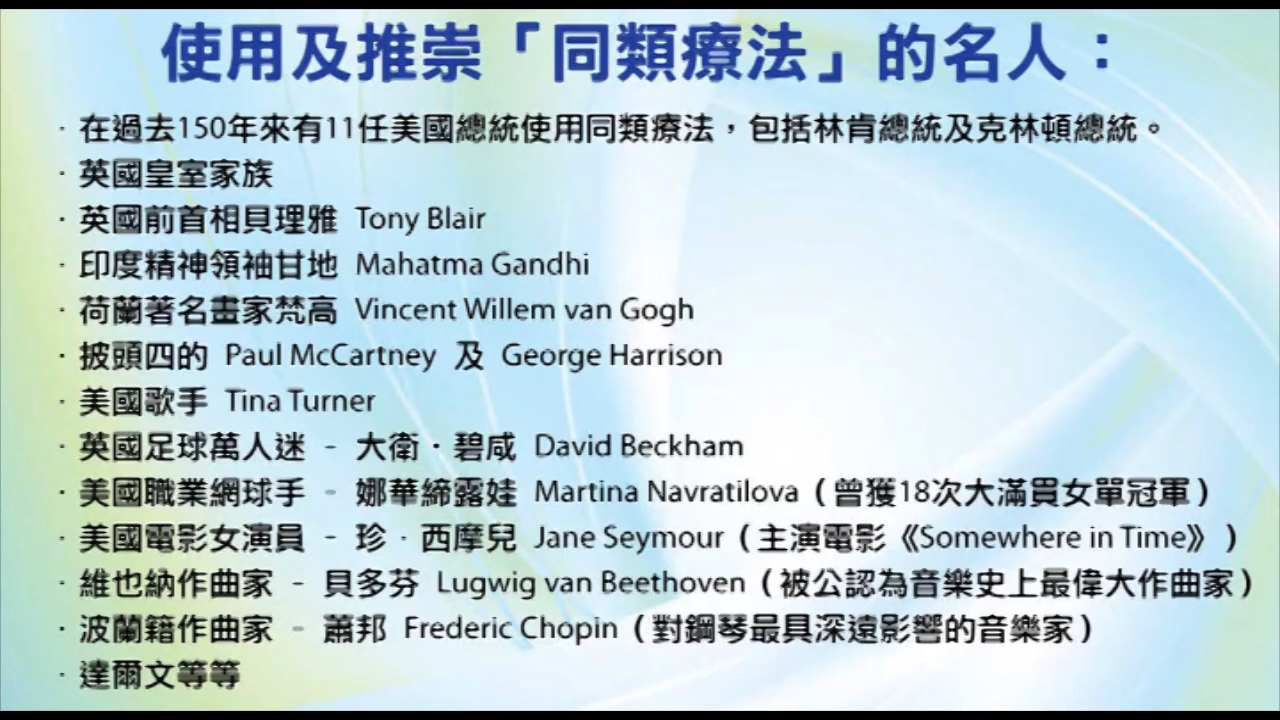 使用及推崇「同類療法」的名人：
· 在過去150年來有11任美國總統使用同類療法，包括林肯總統及克林頓總統。
· 英國皇室家族
· 英國前首相貝理雅 Tony Blair
· 印度精神領袖甘地 Mahatma Gandhi
· 荷蘭著名畫家梵高 Vincent Willem van Gogh
· 披頭四的 Paul McCartney 及 George Harrison
· 美國歌手 Tina Turner
· 英國足球萬人迷 – 大衛·碧咸 David Beckham
· 美國職業網球手 – 娜華締露娃 Martina Navratilova（曾獲18次大滿貫女單冠軍）
· 美國電影女演員 – 珍·西摩兒 Jane Seymour（主演電影《Somewhere in Time》）
· 維也納作曲家 – 貝多芬 Lugwig van Beethoven（被公認為音樂史上最偉大作曲家）
· 波蘭籍作曲家 – 蕭邦 Frederic Chopin（對鋼琴最具深遠影響的音樂家）
· 達爾文等等